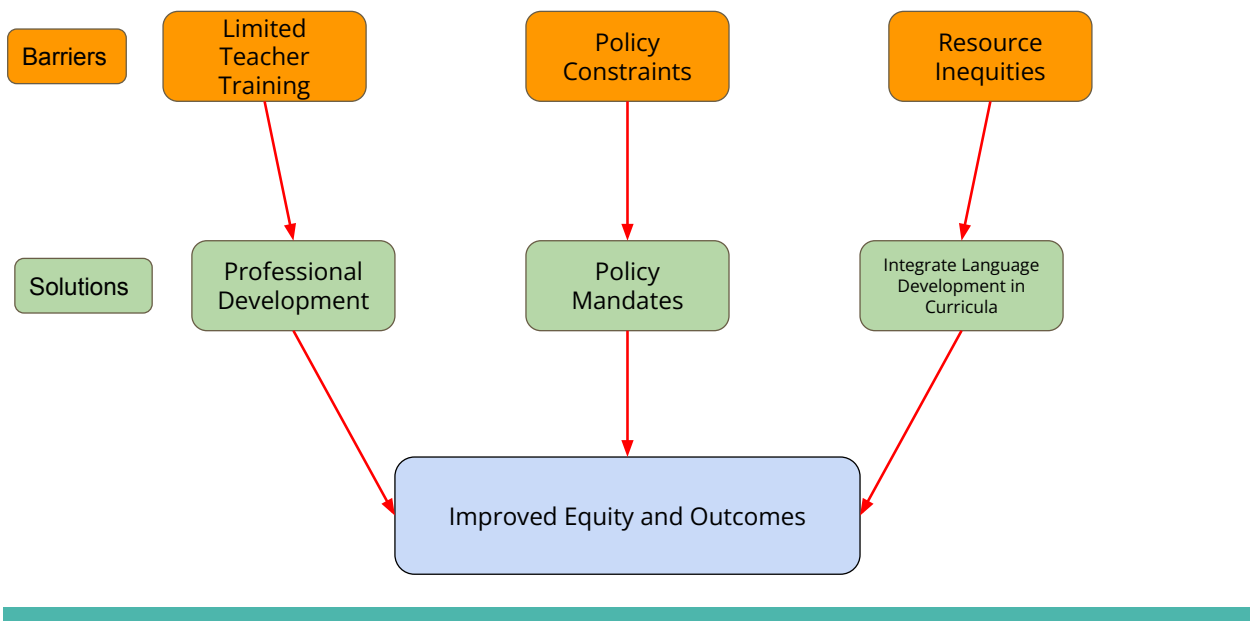 Barriers
Limited
Teacher
Training
Policy
Constraints
Resource
Inequities
Solutions
Professional
Development
Policy
Mandates
Integrate Language
Development in
Curricula
Improved Equity and Outcomes